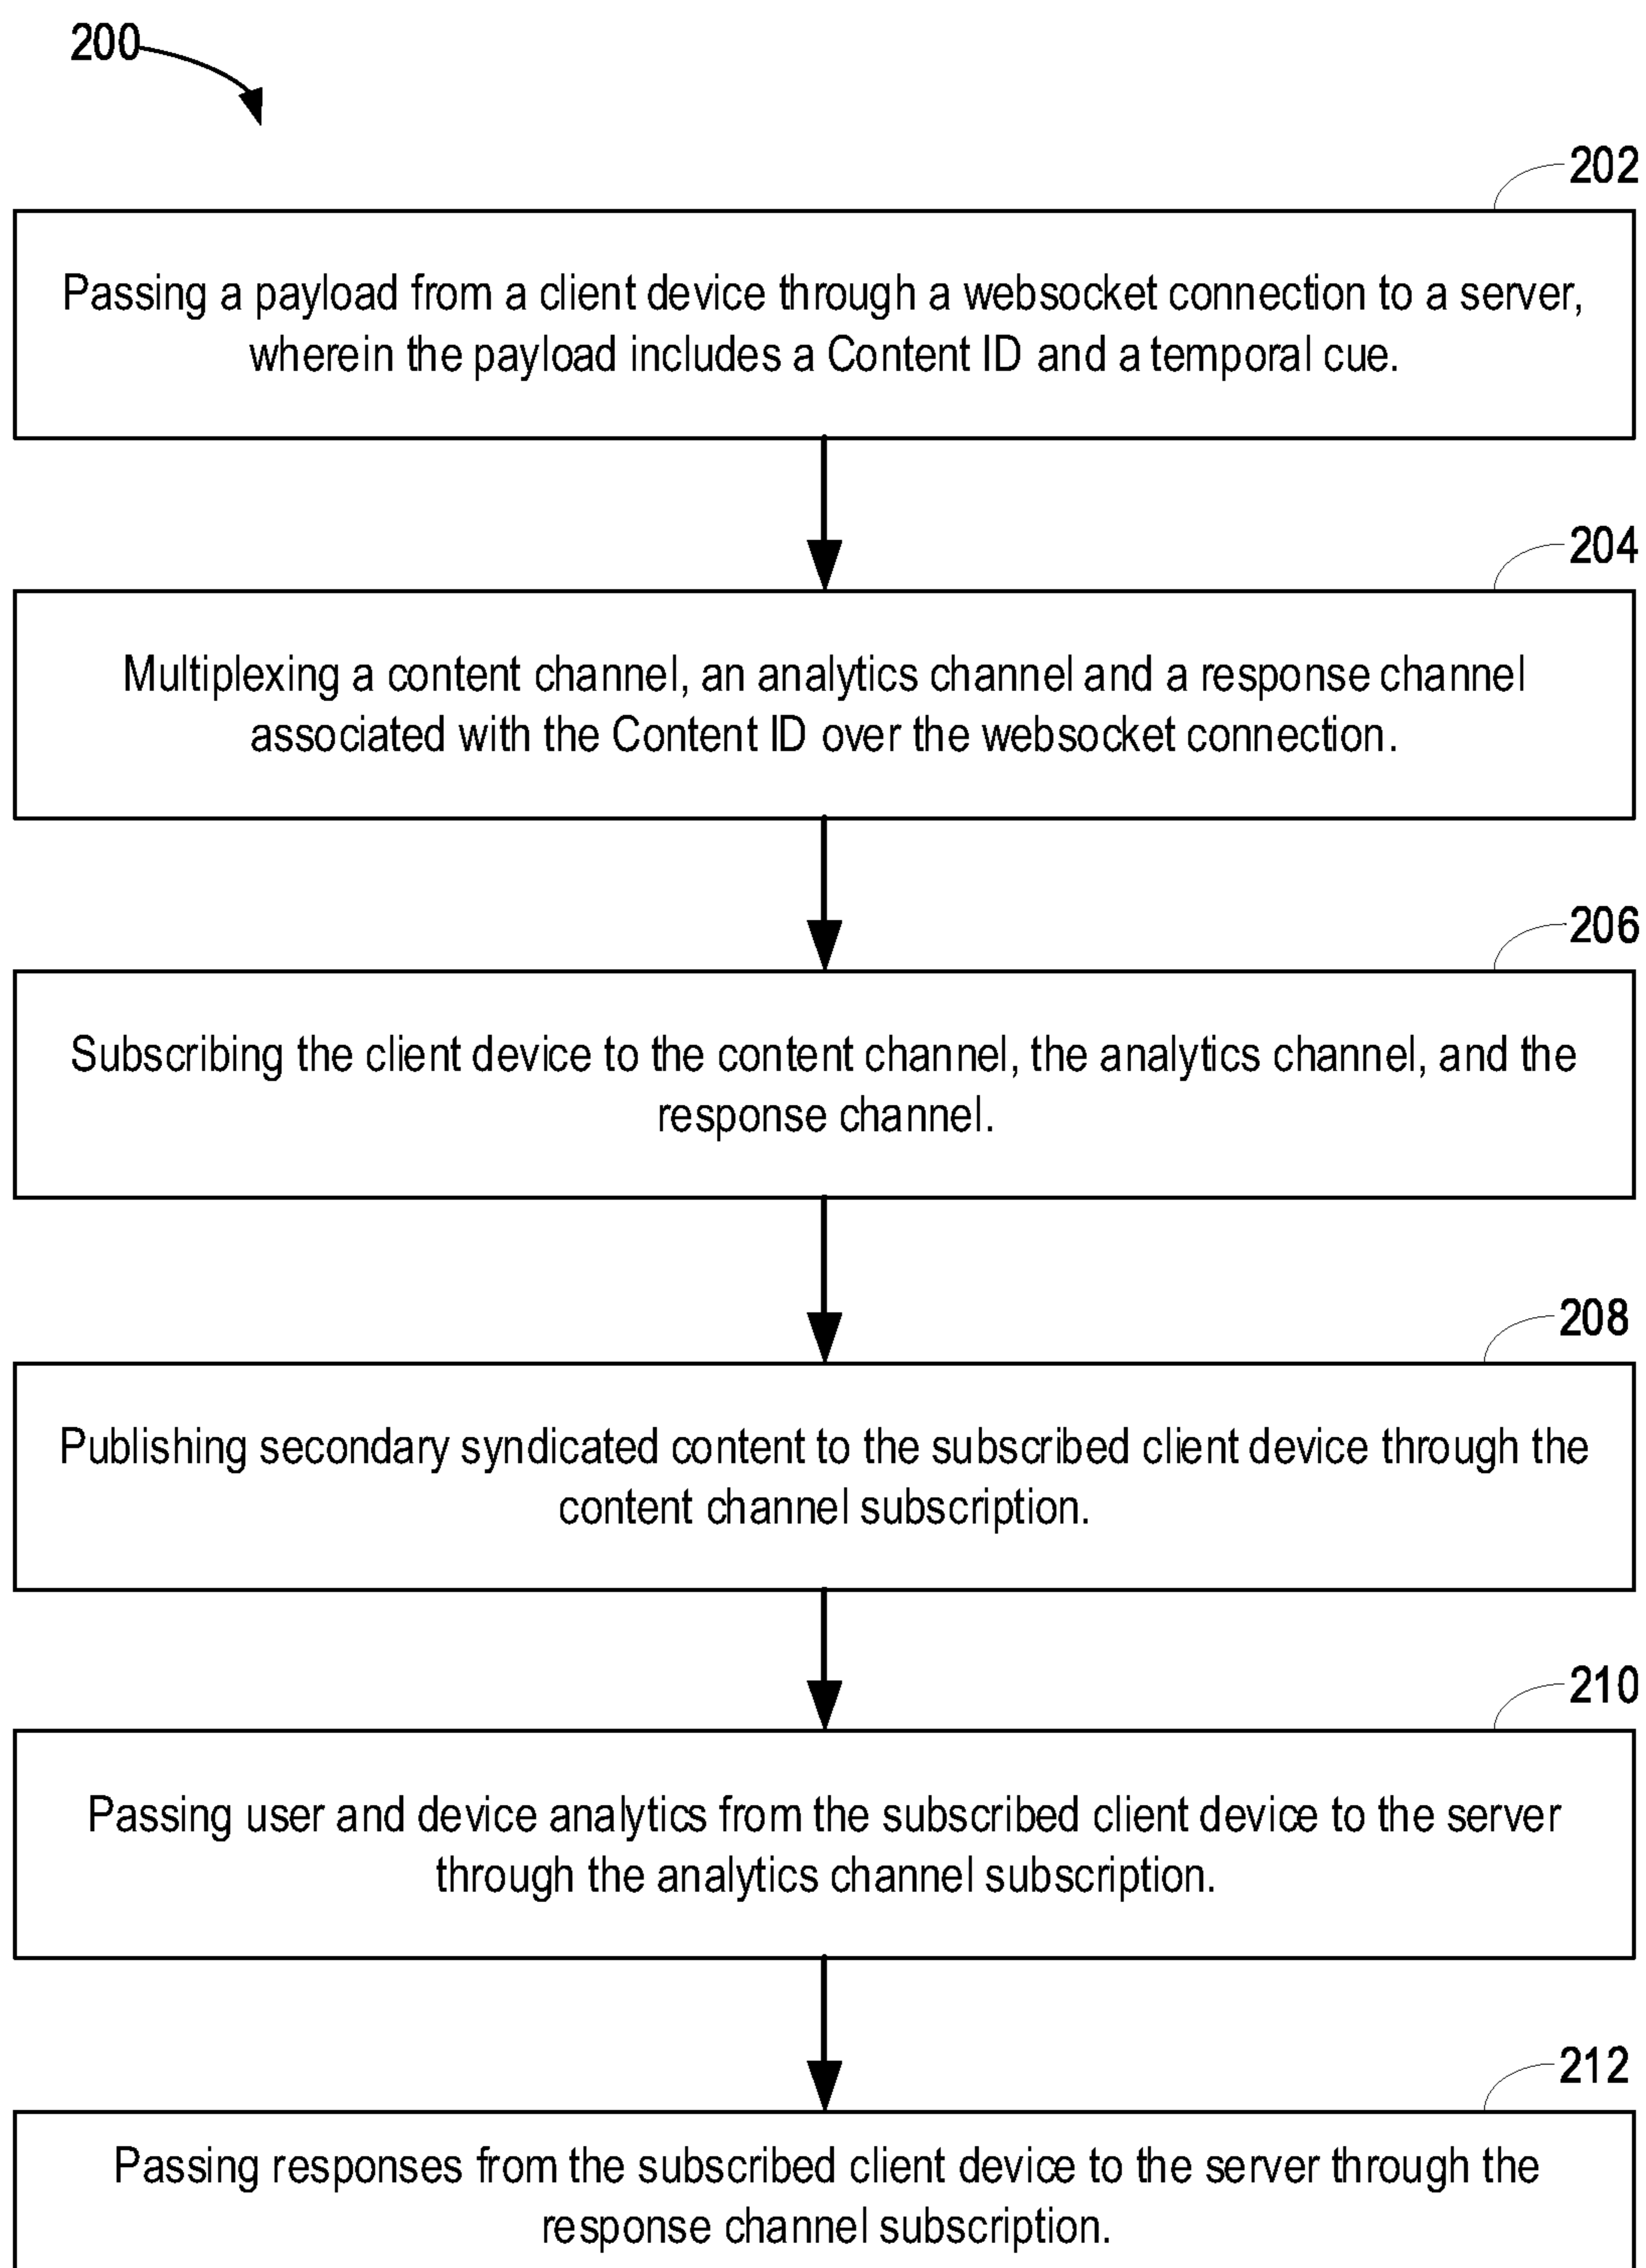 200
202
Passing a payload from a client device through a websocket connection to a server,
wherein the payload includes a Content ID and a temporal cue.
204
Multiplexing a content channel, an analytics channel and a response channel
associated with the Content ID over the websocket connection.
206
Subscribing the client device to the content channel, the analytics channel, and the
response channel.
208
Publishing secondary syndicated content to the subscribed client device through the
content channel subscription.
210
Passing user and device analytics from the subscribed client device to the server
through the analytics channel subscription.
212
Passing responses from the subscribed client device to the server through the
response channel subscription.